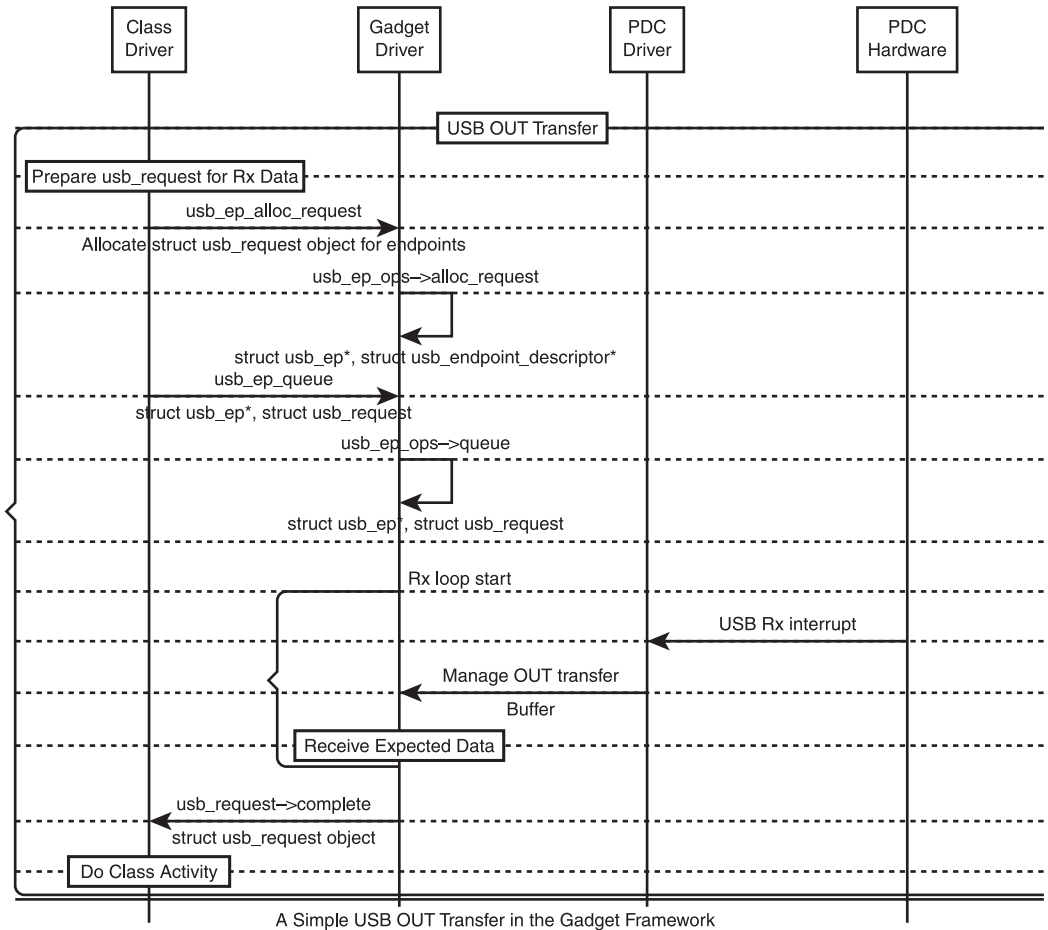 Class
Driver
Gadget
Driver
PDC
Driver
PDC
Hardware
USB OUT Transfer
Prepare usb_request for Rx Data
usb_ep_alloc_request
Allocate struct usb_request object for endpoints
usb_ep_ops–>alloc_request
struct usb_ep*, struct usb_endpoint_descriptor*
usb_ep_queue
struct usb_ep*, struct usb_request
usb_ep_ops–>queue
struct usb_ep*, struct usb_request
Rx loop start
USB Rx interrupt
Manage OUT transfer
Buffer
Receive Expected Data
usb_request–>complete
struct usb_request object
Do Class Activity
A Simple USB OUT Transfer in the Gadget Framework